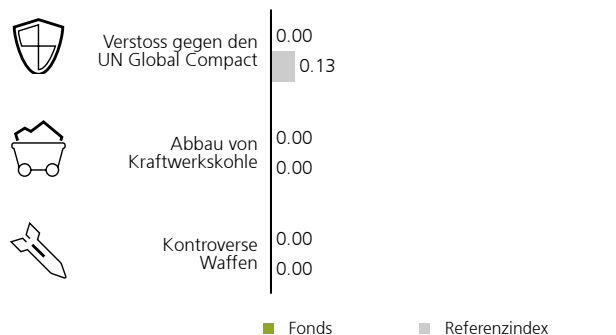 Verstoss gegen den
UN Global Compact
0.00
0.13
Abbau von
Kraftwerkskohle
0.00
0.00
Kontroverse
Waffen
0.00
0.00
Fonds
Referenzindex